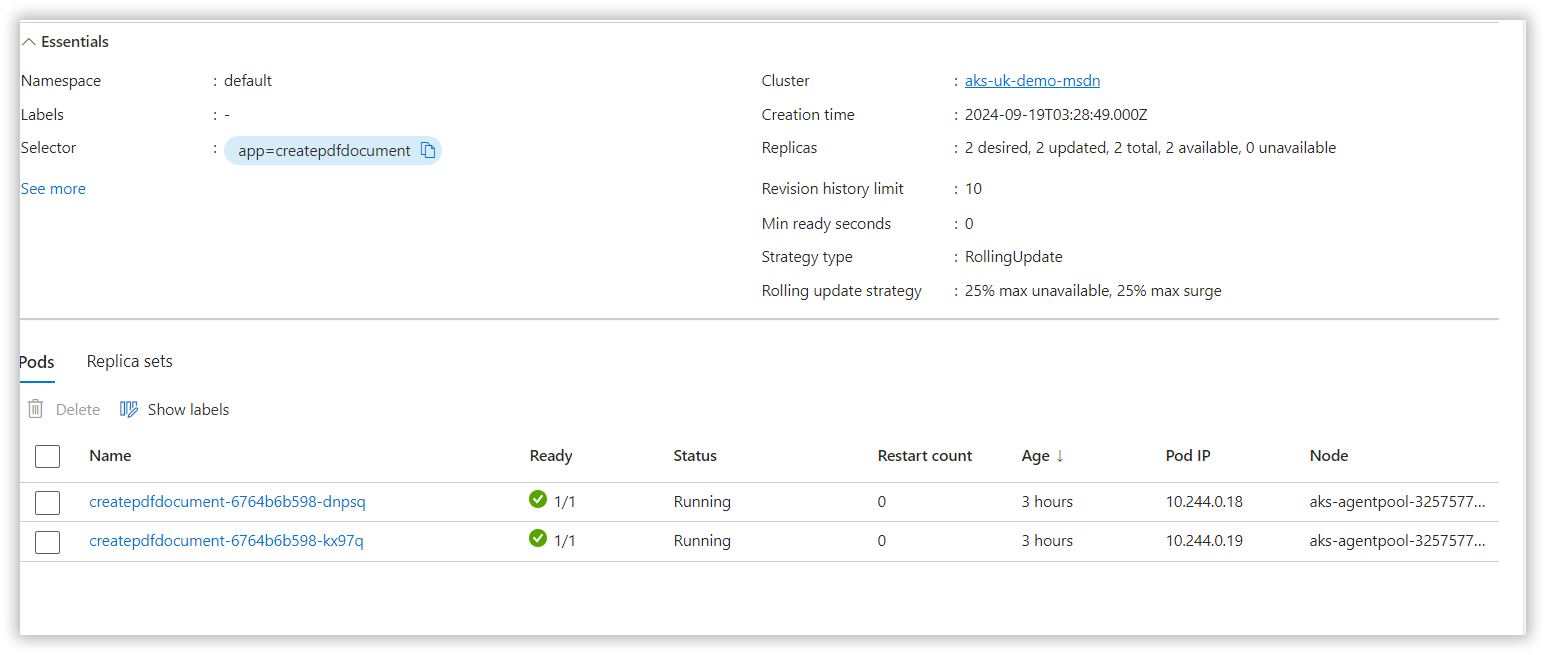 Essentials
Namespace : default
Labels : -
Selector : app=createpdfdocument
See more
Cluster : aks-uk-demo-msdn
Creation time : 2024-09-19T03:28:49.000Z
Replicas : 2 desired, 2 updated, 2 total, 2 available, 0 unavailable
Revision history limit : 10
Min ready seconds : 0
Strategy type : RollingUpdate
Rolling update strategy : 25% max unavailable, 25% max surge
Pods Replica sets
Delete Show labels
Name Ready Status Restart count Age ↓ Pod IP Node
createpdfdocument-6764b6b598-dnpsq 1/1 Running 0 3 hours 10.244.0.18 aks-agentpool-3257577...
createpdfdocument-6764b6b598-kx97q 1/1 Running 0 3 hours 10.244.0.19 aks-agentpool-3257577...